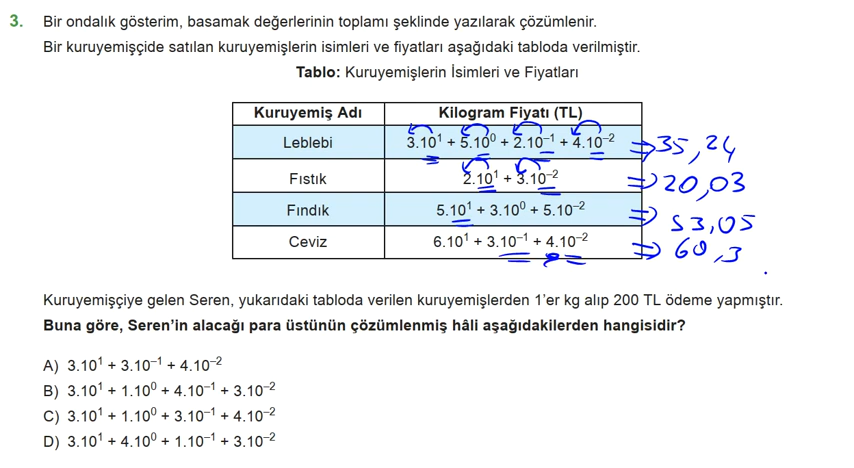 3. Bir ondalık gösterim, basamak değerlerinin toplamı şeklinde yazılarak çözümlenir.
Bir kuruyemişçide satılan kuruyemişlerin isimleri ve fiyatları aşağıdaki tabloda verilmiştir.
Tablo: Kuruyemişlerin İsimleri ve Fiyatları
Kuruyemiş Adı Kilogram Fiyatı (TL)
Leblebi 3.10¹ + 5.10⁰ + 2.10⁻¹ + 4.10⁻² ⇒ 35,24
Fıstık 2.10¹ + 3.10⁻² ⇒ 20,03
Fındık 5.10¹ + 3.10⁰ + 5.10⁻² ⇒ 53,05
Ceviz 6.10¹ + 3.10⁻¹ + 4.10⁻² ⇒ 60,3
Kuruyemişçiye gelen Seren, yukarıdaki tabloda verilen kuruyemişlerden 1'er kg alıp 200 TL ödeme yapmıştır.
Buna göre, Seren'in alacağı para üstünün çözümlenmiş hâli aşağıdakilerden hangisidir?
A) 3.10¹ + 3.10⁻¹ + 4.10⁻²
B) 3.10¹ + 1.10⁰ + 4.10⁻¹ + 3.10⁻²
C) 3.10¹ + 1.10⁰ + 3.10⁻¹ + 4.10⁻²
D) 3.10¹ + 4.10⁰ + 1.10⁻¹ + 3.10⁻²